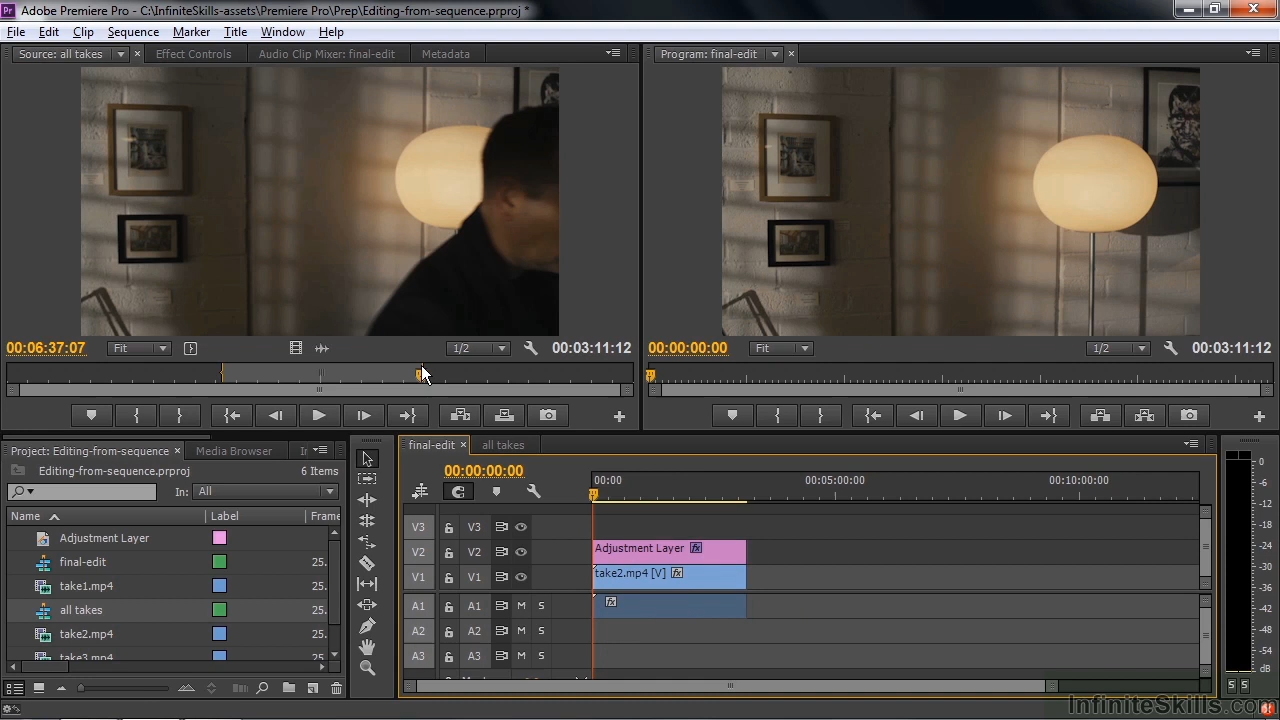 Pr Adobe Premiere Pro - C:\InfiniteSkills-assets\Premiere Pro\Prep\Editing-from-sequence.prproj *
File Edit Clip Sequence Marker Title Window Help
Source: all takes Effect Controls Audio Clip Mixer: final-edit Metadata Program: final-edit
00:06:37:07 Fit 1/2 00:03:11:12 00:00:00:00 Fit 1/2 00:03:11:12
Project: Editing-from-sequence Media Browser
Editing-from-sequence.prproj 6 Items
In: All
Name Label Frame
Adjustment Layer
final-edit 25.
take1.mp4 25.
all takes 25.
take2.mp4 25.
take3.mp4 25.
final-edit all takes
00:00:00:00
00:00 00:05:00:00 00:10:00:00
V3 V3
V2 V2 Adjustment Layer fx
V1 V1 take2.mp4 [V] fx
A1 A1 M S fx
A2 A2 M S
A3 A3 M S
0
-6
-12
-18
-24
-30
-36
-42
-48
-54
dB
S S
InfiniteSkills.com